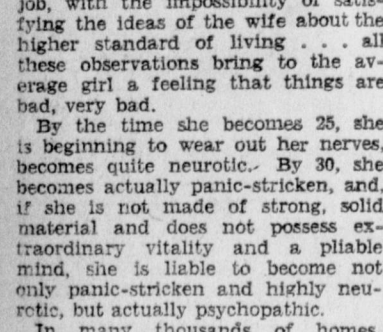 job, with the impossibility of satis-
fying the ideas of the wife about the
higher standard of living . . . all
these observations bring to the av-
erage girl a feeling that things are
bad, very bad.
By the time she becomes 25, she
is beginning to wear out her nerves,
becomes quite neurotic. By 30, she
becomes actually panic-stricken, and,
if she is not made of strong, solid
material and does not possess ex-
traordinary vitality and a pliable
mind, she is liable to become not
only panic-stricken and highly neu-
rotic, but actually psychopathic.
In many thousands of homes